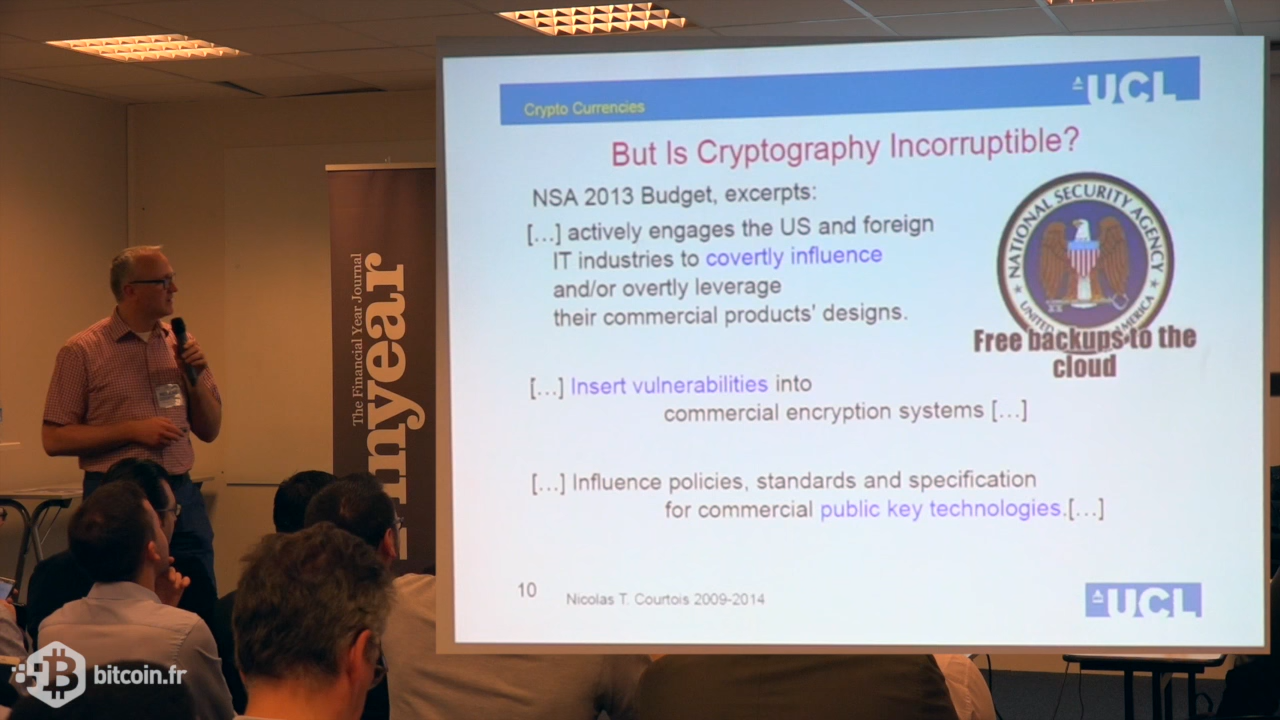 Crypto Currencies
UCL
But Is Cryptography Incorruptible?
NSA 2013 Budget, excerpts:
[...] actively engages the US and foreign
IT industries to covertly influence
and/or overtly leverage
their commercial products' designs.
[...] Insert vulnerabilities into
commercial encryption systems [...]
[...] Influence policies, standards and specification
for commercial public key technologies.[...]
NATIONAL SECURITY AGENCY
UNITED AMERICA
Free backups to the
cloud
10
Nicolas T. Courtois 2009-2014
UCL
The Financial Year Journal
inyear
bitcoin.fr